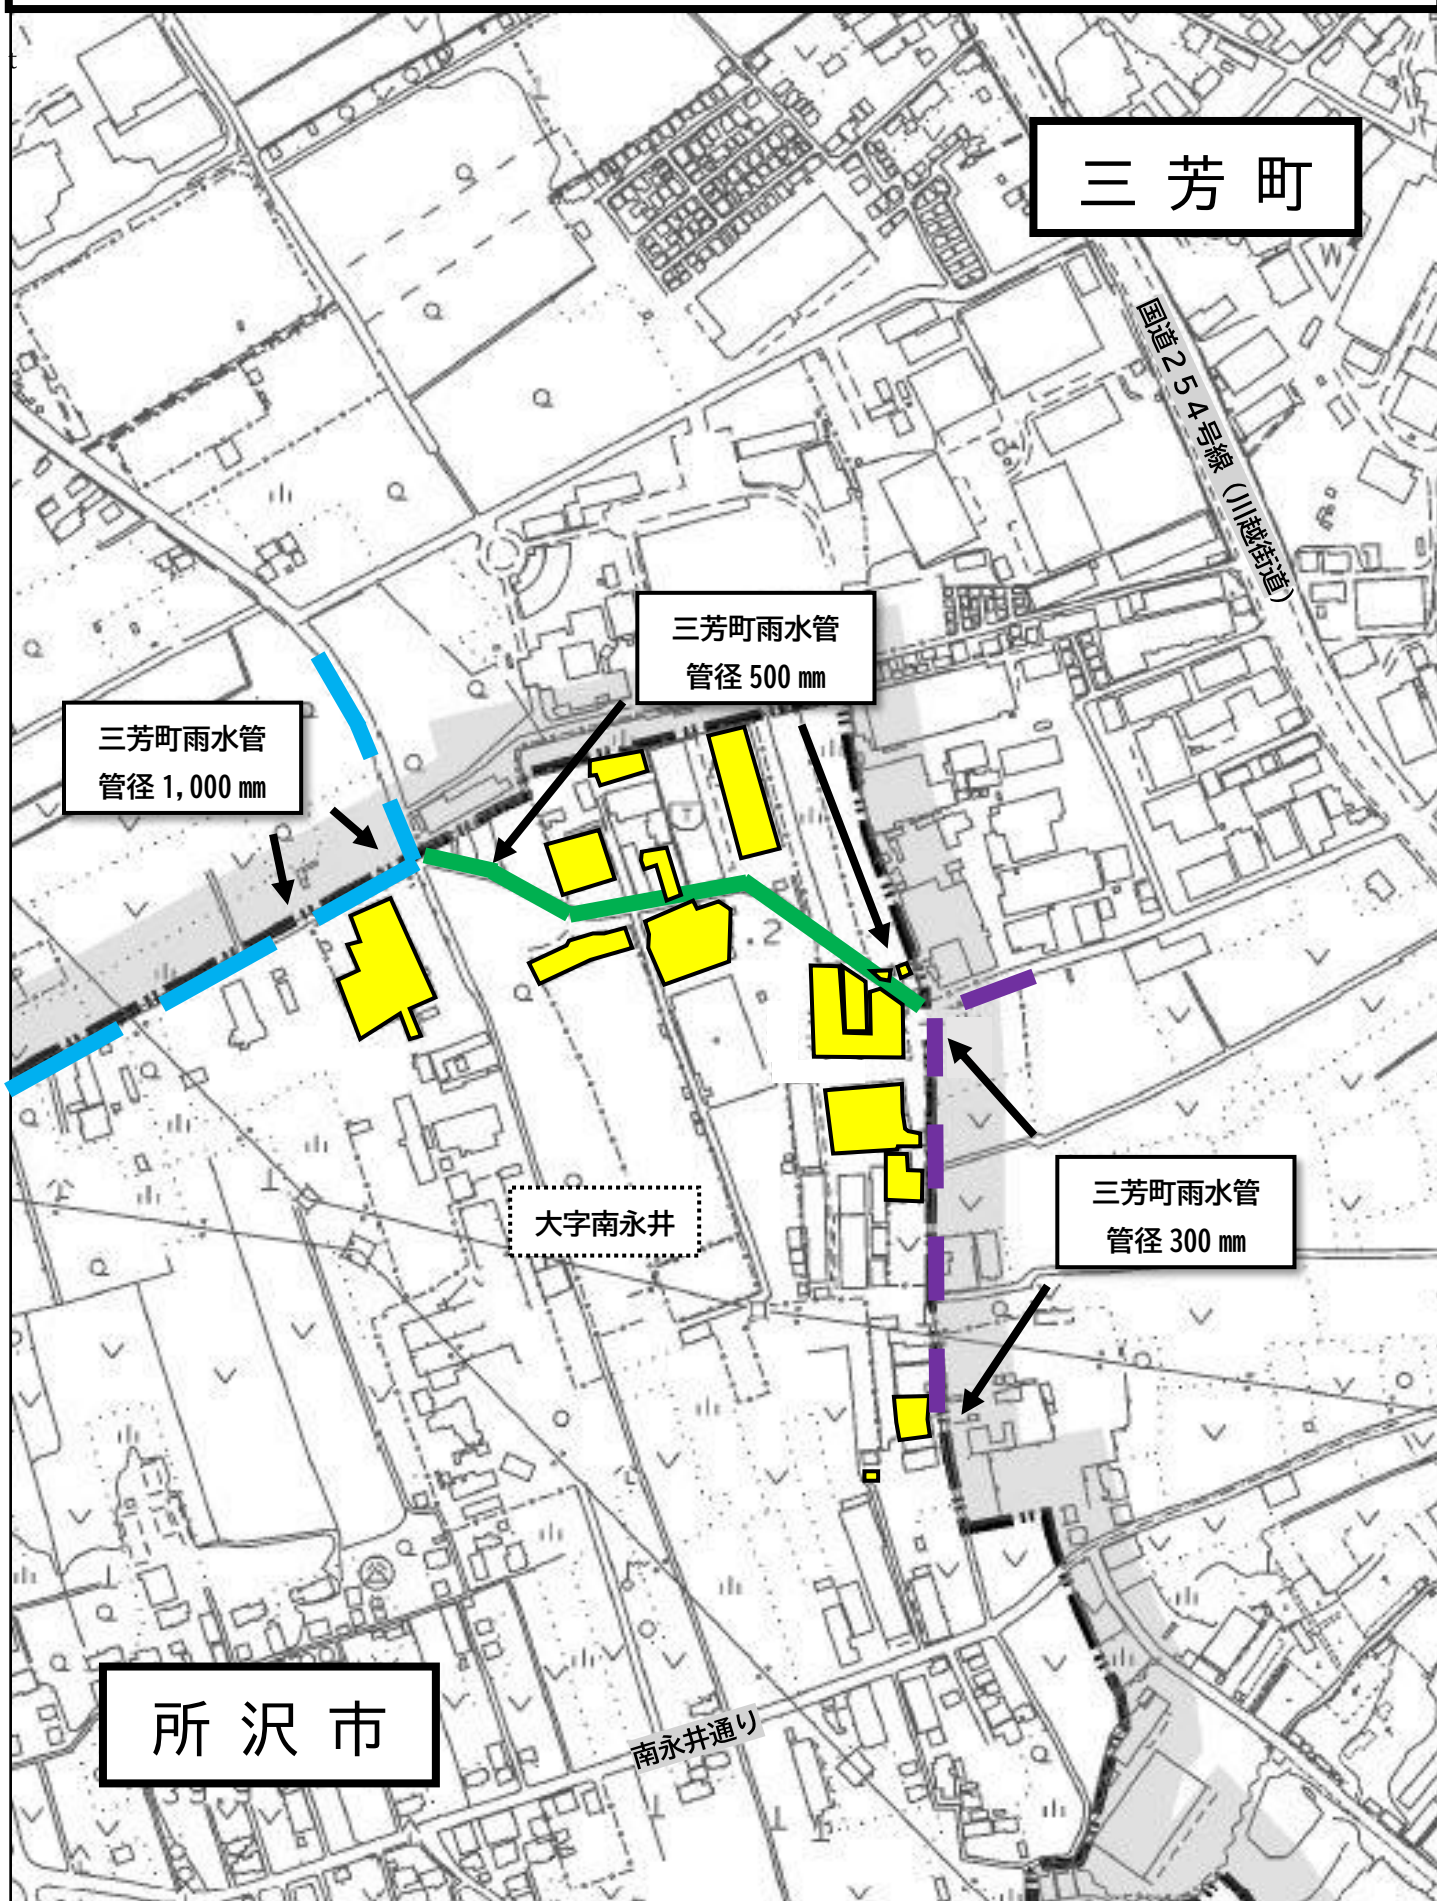 三芳町
国道254号線（川越街道）
三芳町雨水管
管径 500 ㎜
三芳町雨水管
管径 1,000 ㎜
.2
三芳町雨水管
管径 300 ㎜
大字南永井
所沢市
南永井通り